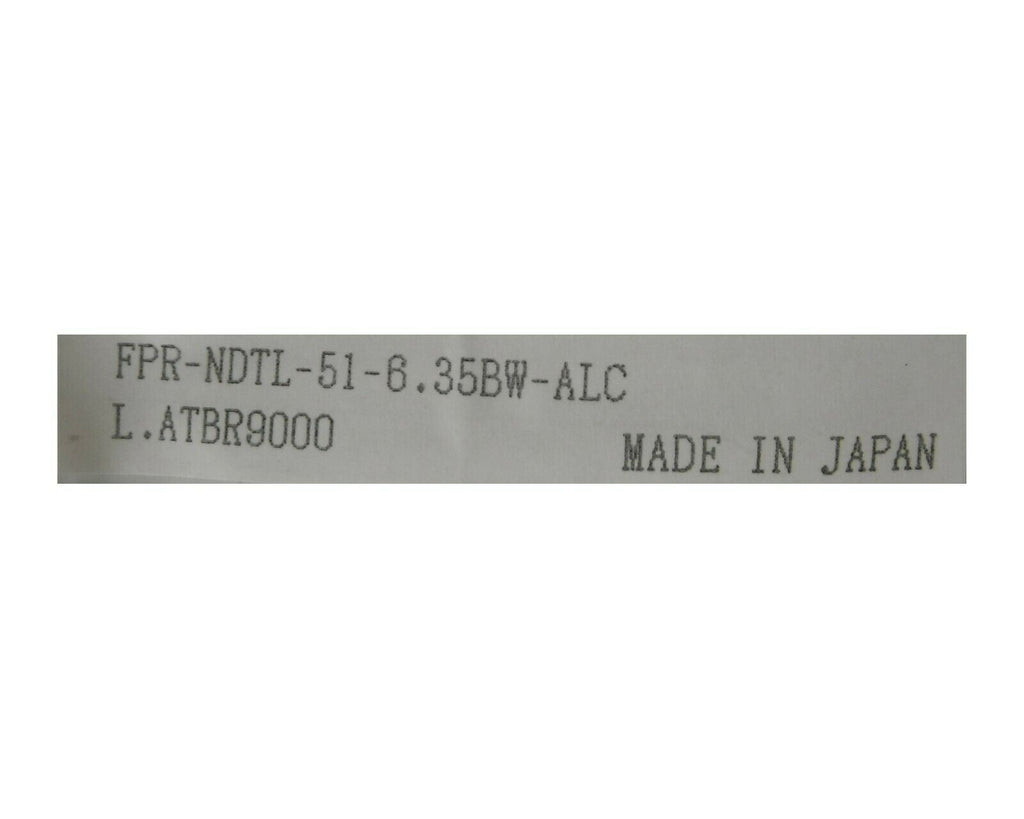 FPR-NDTL-51-6.35BW-ALC
L.ATBR9000
MADE IN JAPAN